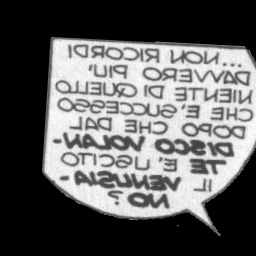 ...NON RICORDI
DAVVERO PIU'
NIENTE DI QUELLO
CHE E' SUCCESSO
DOPO CHE DAL
DISCO VOLAN-
TE E' USCITO
IL VENUSIA-
NO?